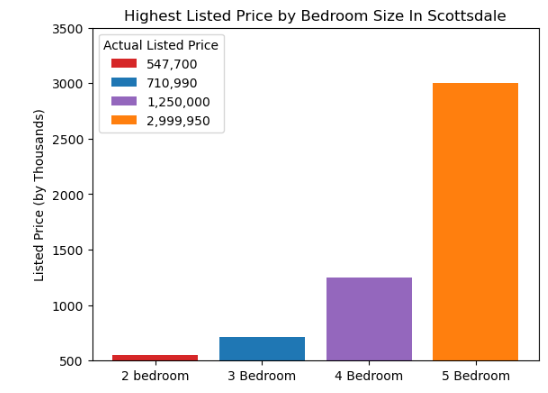 Highest Listed Price by Bedroom Size In Scottsdale
Actual Listed Price
547,700
710,990
1,250,000
2,999,950
Listed Price (by Thousands)
3500
3000
2500
2000
1500
1000
500
2 bedroom
3 Bedroom
4 Bedroom
5 Bedroom